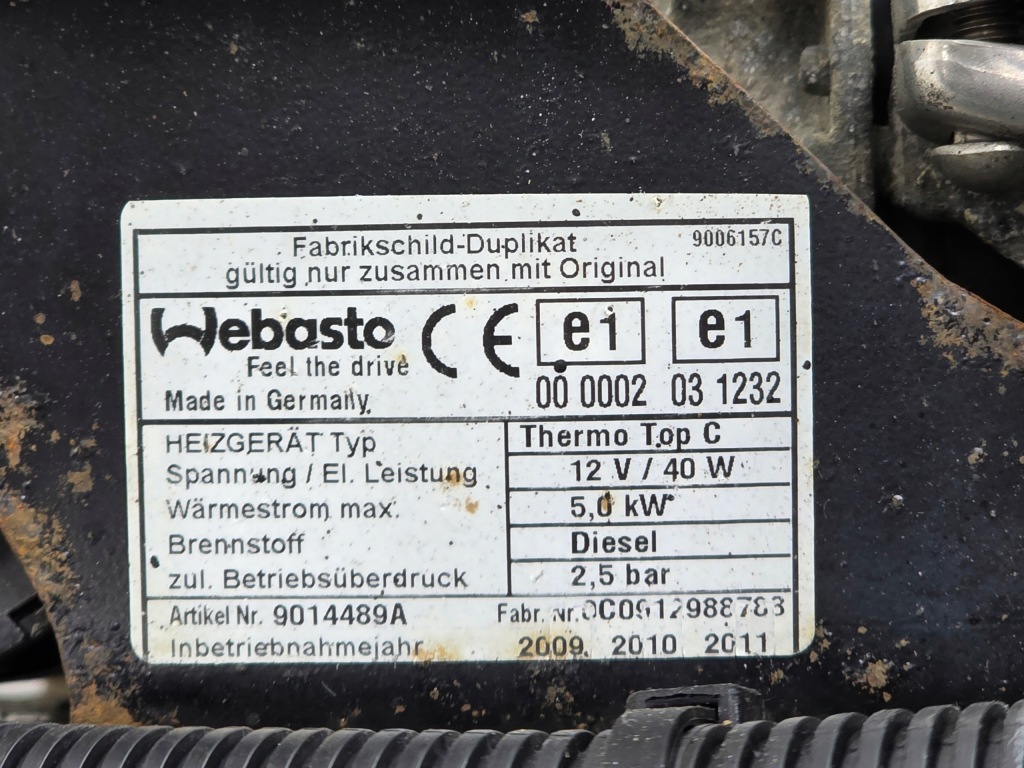 Fabrikschild-Duplikat 9006157C
gültig nur zusammen mit Original
Webasto
Feel the drive
CE e1 e1
Made in Germany 00 0002 03 1232
HEIZGERÄT Typ Thermo Top C
Spannung / El. Leistung 12 V / 40 W
Wärmestrom max. 5,0 kW
Brennstoff Diesel
zul. Betriebsüberdruck 2,5 bar
Artikel Nr. 9014489A Fabr. Nr.
Inbetriebnahmejahr 2009 2010 2011